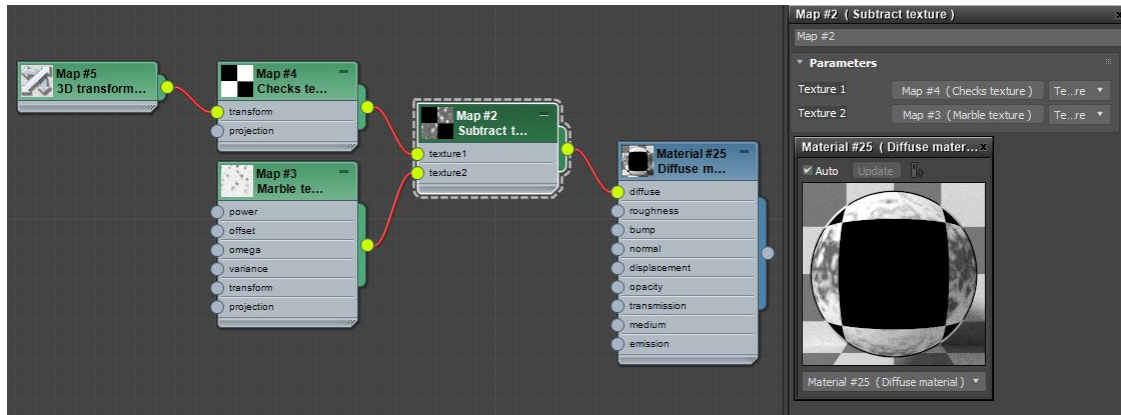 Map #5
3D transform...
Map #4
Checks te...
transform
projection
Map #3
Marble te...
power
offset
omega
variance
transform
projection
Map #2
Subtract t...
texture1
texture2
Material #25
Diffuse m...
diffuse
roughness
bump
normal
displacement
opacity
transmission
medium
emission
Map #2 ( Subtract texture ) x
Map #2
Parameters
Texture 1 Map #4 ( Checks texture ) Te...re
Texture 2 Map #3 ( Marble texture ) Te...re
Material #25 ( Diffuse mater... x
Auto Update
Material #25 ( Diffuse material )